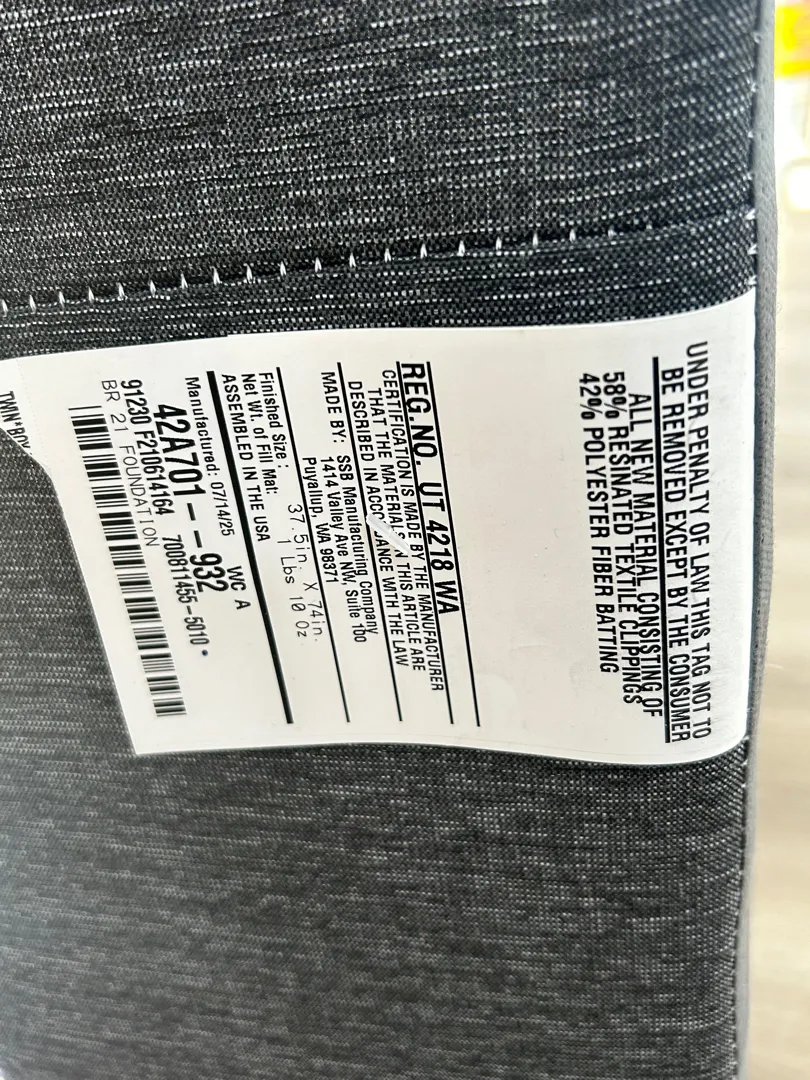 UNDER PENALTY OF LAW THIS TAG NOT TO
BE REMOVED EXCEPT BY THE CONSUMER
ALL NEW MATERIAL CONSISTING OF
58% RESINATED TEXTILE CLIPPINGS
42% POLYESTER FIBER BATTING
REG. NO. UT 4218 WA
CERTIFICATION IS MADE BY THE MANUFACTURER
THAT THE MATERIALS THIS ARTICLE ARE
DESCRIBED IN ACCORDANCE WITH THE LAW
MADE BY: SSB Manufacturing Company
1414 Valley Ave NW, Suite 100
Puyallup, WA 98371
Finished Size: 37.5in. X 74in.
Net Wt. of Fill Mat: 1 Lbs 10 Oz.
ASSEMBLED IN THE USA
Manufactured: 07/14/25 WC A
42A701--932
91230 F210614164 700811455-5010
BR 21 FOUNDATION
TWIN*BOX